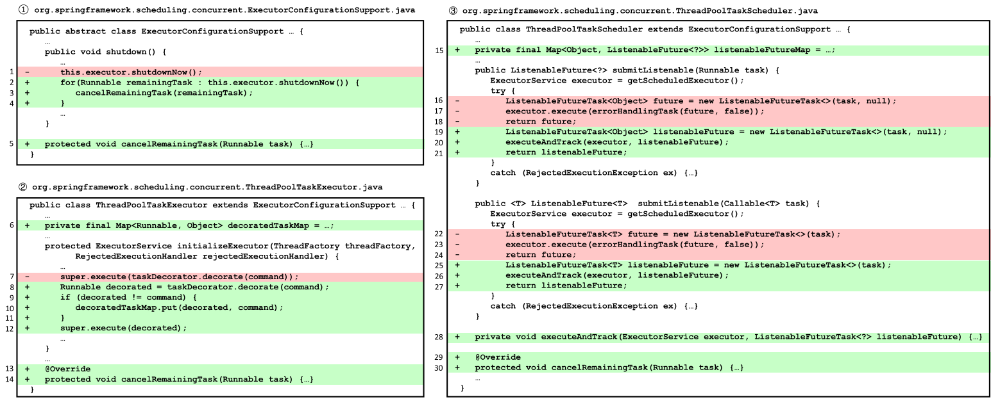 ① org.springframework.scheduling.concurrent.ExecutorConfigurationSupport.java
public abstract class ExecutorConfigurationSupport … {
…
public void shutdown() {
…
1 - this.executor.shutdownNow();
2 + for(Runnable remainingTask : this.executor.shutdownNow()) {
3 + cancelRemainingTask(remainingTask);
4 + }
…
}
5 + protected void cancelRemainingTask(Runnable task) {…}
}
② org.springframework.scheduling.concurrent.ThreadPoolTaskExecutor.java
public class ThreadPoolTaskExecutor extends ExecutorConfigurationSupport … {
…
6 + private final Map<Runnable, Object> decoratedTaskMap = …;
…
protected ExecutorService initializeExecutor(ThreadFactory threadFactory,
RejectedExecutionHandler rejectedExecutionHandler) {
…
7 - super.execute(taskDecorator.decorate(command));
8 + Runnable decorated = taskDecorator.decorate(command);
9 + if (decorated != command) {
10 + decoratedTaskMap.put(decorated, command);
11 + }
12 + super.execute(decorated);
…
}
…
13 + @Override
14 + protected void cancelRemainingTask(Runnable task) {…}
}
③ org.springframework.scheduling.concurrent.ThreadPoolTaskScheduler.java
public class ThreadPoolTaskScheduler extends ExecutorConfigurationSupport … {
…
15 + private final Map<Object, ListenableFuture<?>> listenableFutureMap = …;
…
public ListenableFuture<?> submitListenable(Runnable task) {
ExecutorService executor = getScheduledExecutor();
try {
16 - ListenableFutureTask<Object> future = new ListenableFutureTask<>(task, null);
17 - executor.execute(errorHandlingTask(future, false));
18 - return future;
19 + ListenableFutureTask<Object> listenableFuture = new ListenableFutureTask<>(task, null);
20 + executeAndTrack(executor, listenableFuture);
21 + return listenableFuture;
}
catch (RejectedExecutionException ex) {…}
}
public <T> ListenableFuture<T> submitListenable(Callable<T> task) {
ExecutorService executor = getScheduledExecutor();
try {
22 - ListenableFutureTask<T> future = new ListenableFutureTask<>(task);
23 - executor.execute(errorHandlingTask(future, false));
24 - return future;
25 + ListenableFutureTask<T> listenableFuture = new ListenableFutureTask<>(task);
26 + executeAndTrack(executor, listenableFuture);
27 + return listenableFuture;
}
catch (RejectedExecutionException ex) {…}
}
28 + private void executeAndTrack(ExecutorService executor, ListenableFutureTask<?> listenableFuture) {…}
29 + @Override
30 + protected void cancelRemainingTask(Runnable task) {…}
…
}